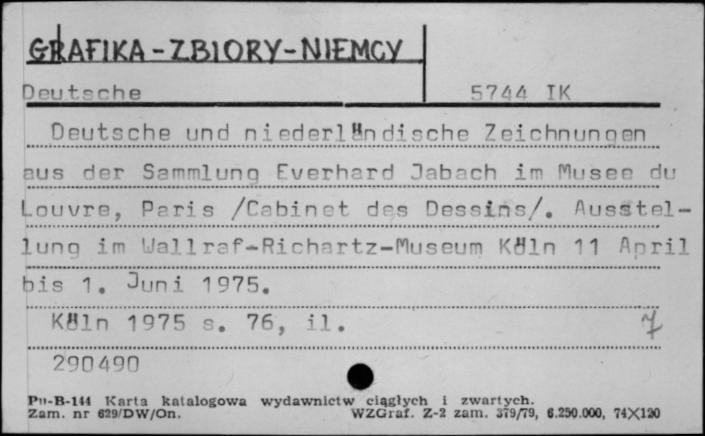 GRAFIKA-ZBIORY-NIEMCY
Deutsche 5744 IK
Deutsche und niederländische Zeichnungen
aus der Sammlung Everhard Jabach im Musee du
Louvre, Paris /Cabinet des Dessins/. Ausstel-
lung im Wallraf-Richartz-Museum Köln 11 April
bis 1. Juni 1975.
Köln 1975 s. 76, il. 7
290490
Pu-B-144 Karta katalogowa wydawnictw ciągłych i zwartych.
Zam. nr 629/DW/On. WZGraf. Z-2 zam. 379/79, 6.250.000, 74X120